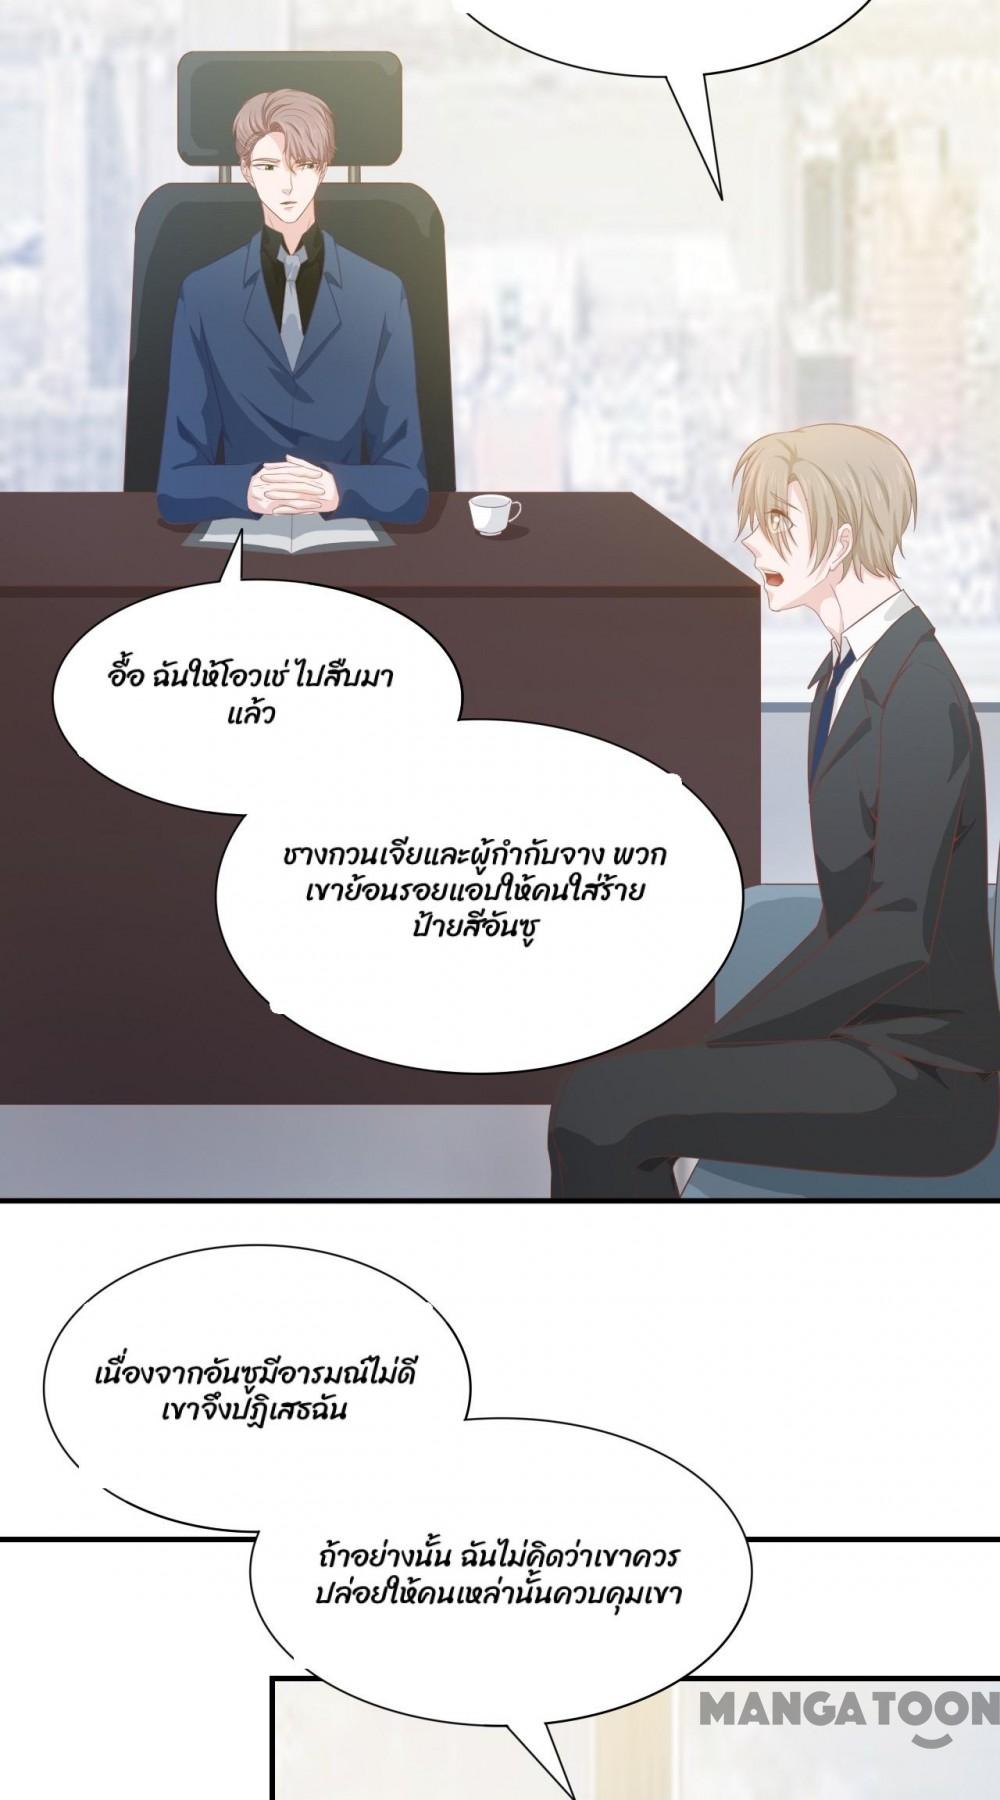 อื้อ ฉันให้โอวเช่ ไปสืบมา
แล้ว
ชางกวนเจียและผู้กำกับจาง พวก
เขาย้อนรอยแอบให้คนใส่ร้าย
ป้ายสีอันซู
เนื่องจากอันซูมีอารมณ์ไม่ดี
เขาจึงปฏิเสธฉัน
ถ้าอย่างนั้น ฉันไม่คิดว่าเขาควร
ปล่อยให้คนเหล่านั้นควบคุมเขา
MANGATOON